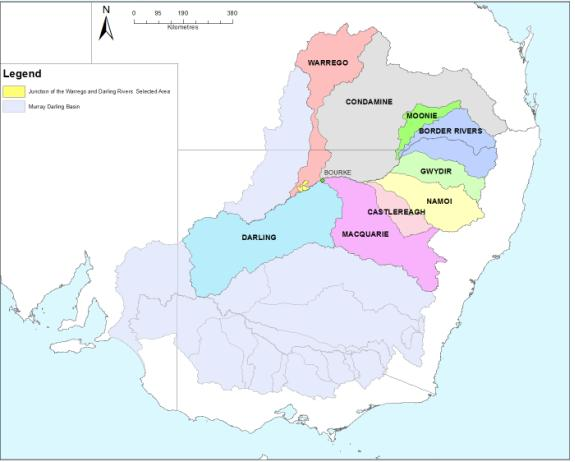 N
0 95 190 380
Kilometres
Legend
Junction of the Warrego and Darling Rivers Selected Area
Murray Darling Basin
WARREGO
CONDAMINE
MOONIE
BORDER RIVERS
GWYDIR
BOURKE
NAMOI
CASTLEREAGH
MACQUARIE
DARLING